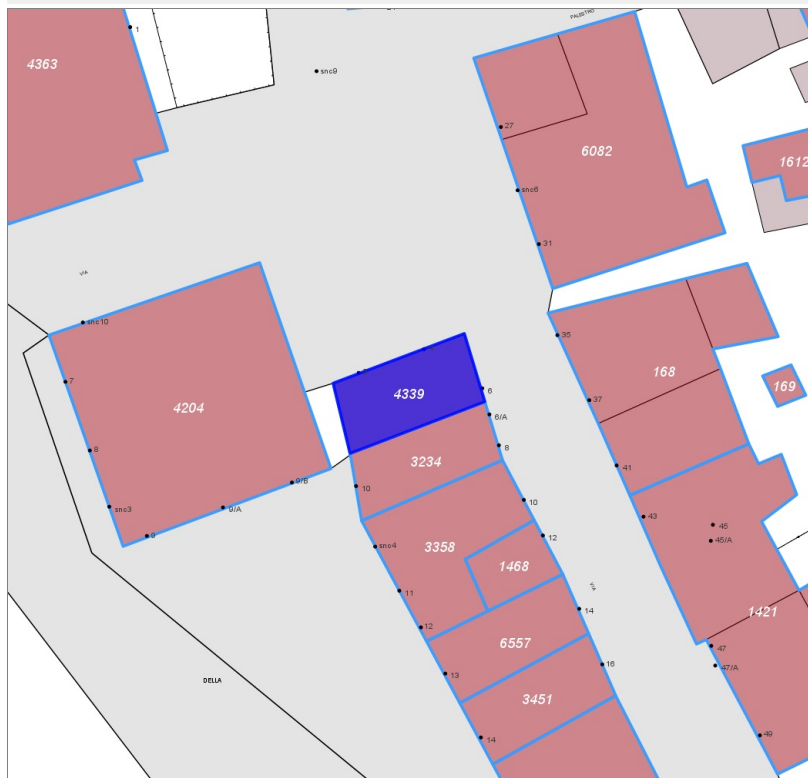 PALESTRO
1
4363
snc9
27
6082
1612
snc6
31
VIA
snc10
35
7
4204
4339
6
168
169
37
6/A
8
3234
8
41
10
9/B
9/A
snc3
9
10
43
45
45/A
snc4
3358
12
1468
11
VIA
14
12
1421
6557
47
16
47/A
13
DELLA
3451
14
49